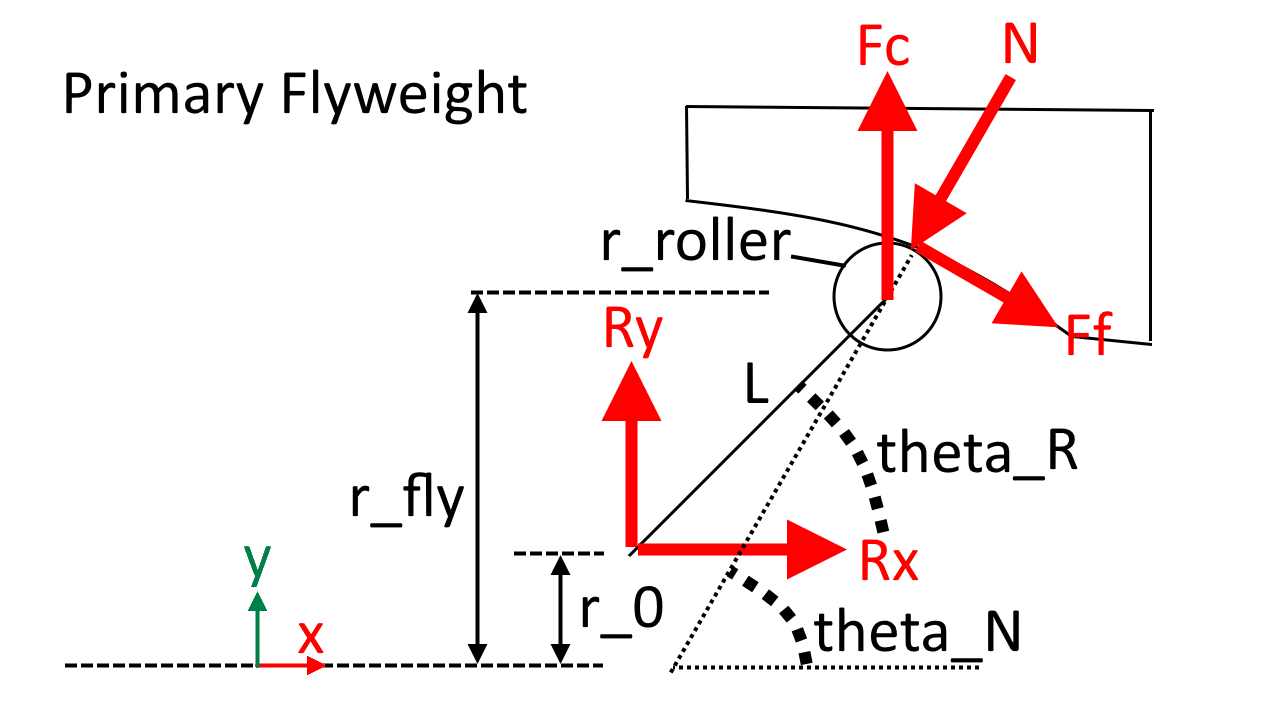 Primary Flyweight
Fc
N
r_roller
Ry
Ff
L
theta_R
r_fly
y
Rx
r_0
x
theta_N